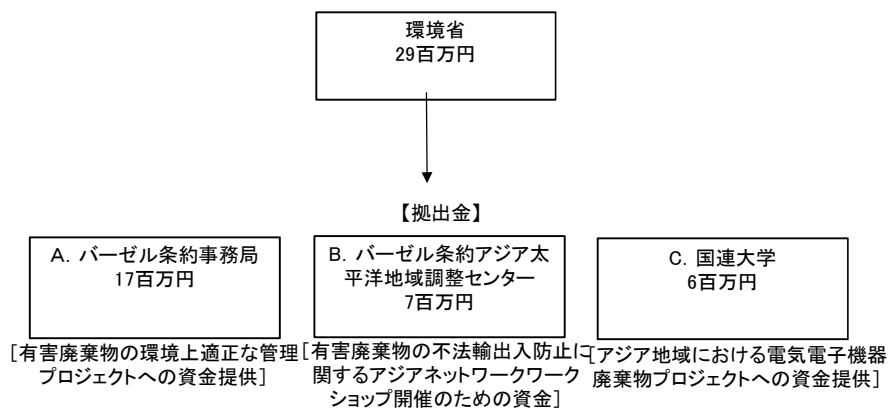 環境省
29百万円
【拠出金】
A. バーゼル条約事務局
17百万円
B. バーゼル条約アジア太
平洋地域調整センター
7百万円
C. 国連大学
6百万円
[有害廃棄物の環境上適正な管理
プロジェクトへの資金提供]
[有害廃棄物の不法輸出入防止に
関するアジアネットワークワーク
ショップ開催のための資金]
[アジア地域における電気電子機器
廃棄物プロジェクトへの資金提供]